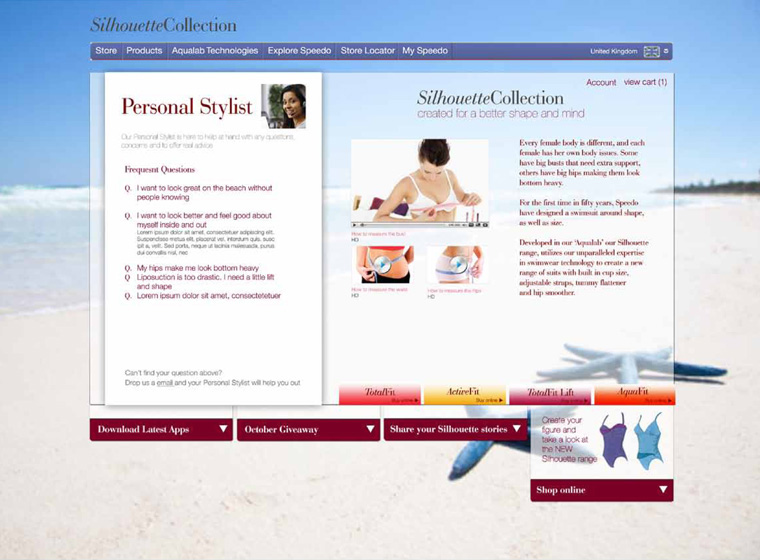 SilhouetteCollection
Store Products Aqualab Technologies Explore Speedo Store Locator My Speedo United Kingdom
Account view cart (1)
Personal Stylist
Our Personal Stylist is here to help at hand with any questions,
concerns and to offer real advice
Frequent Questions
Q. I want to look great on the beach without
people knowing
Q. I want to look better and feel good about
myself inside and out
Lorem ipsum dolor sit amet, consectetuer adipiscing elit.
Suspendisse metus elit, placerat vel, interdum quis, susc
ipit a, velit. Sed porta, neque ut lacinia malesuada, purus
dui convallis nisl, nec
Q. My hips make me look bottom heavy
Q. Liposuction is too drastic. I need a little lift
and shape
Q. Lorem ipsum dolor sit amet, consectetetuer
Can't find your question above?
Drop us a email and your Personal Stylist will help you out
SilhouetteCollection
created for a better shape and mind
How to measure the bust
HD
How to measure the waist
HD
How to measure the hips
HD
Every female body is different, and each
female has her own body issues. Some
have big busts that need extra support,
others have big hips making them look
bottom heavy.
For the first time in fifty years, Speedo
have designed a swimsuit around shape,
as well as size.
Developed in our 'Aqualab' our Silhouette
range, utilizes our unparalleled expertise
in swimwear technology to create a new
range of suits with built in cup size,
adjustable straps, tummy flattener
and hip smoother.
TotalFit
Buy online
ActiveFit
Buy online
TotalFit Lift
Buy online
AquaFit
Buy online
Download Latest Apps
October Giveaway
Share your Silhouette stories
Create your
figure and
take a look at
the NEW
Silhouette range
Shop online